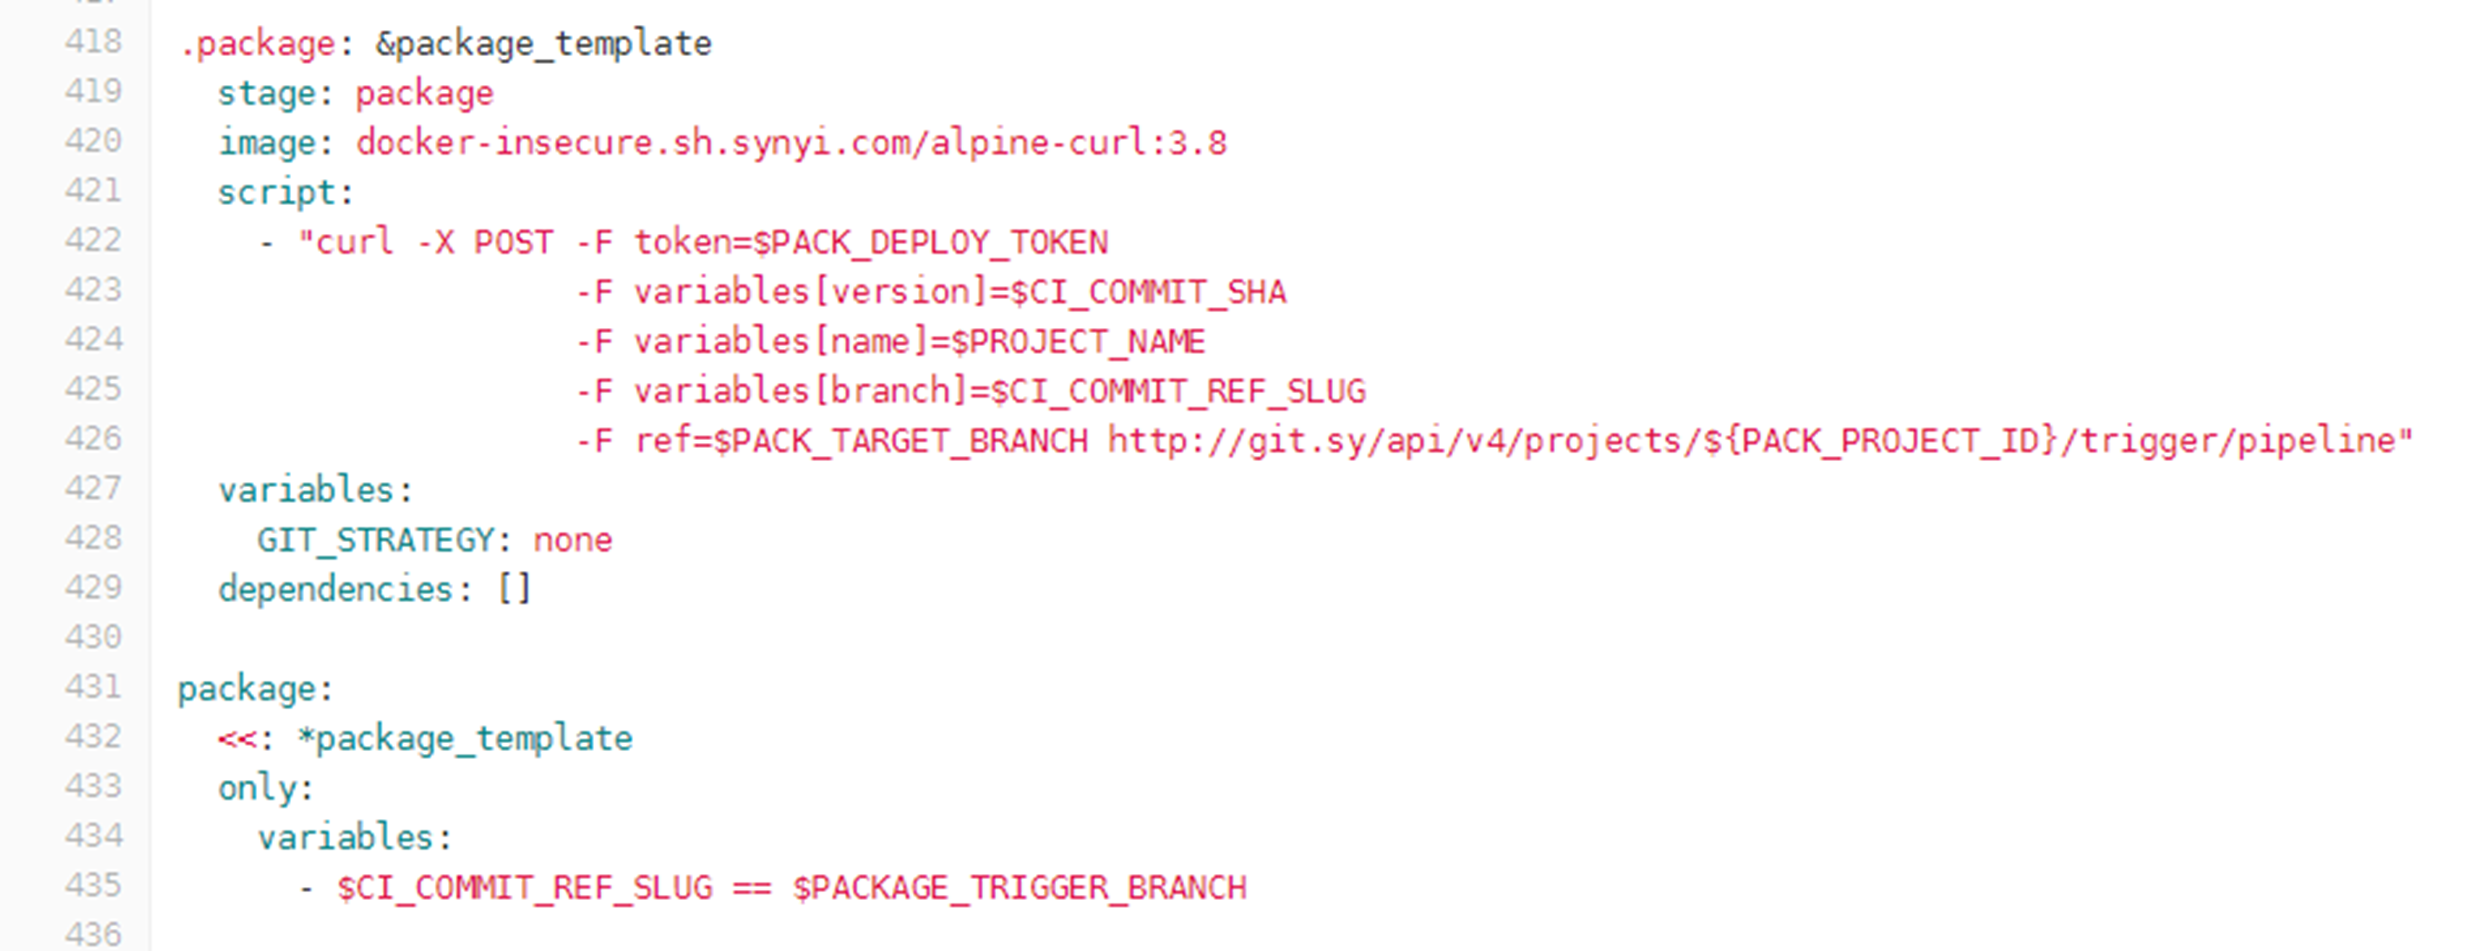 418 .package: &package_template
419   stage: package
420   image: docker-insecure.sh.synyi.com/alpine-curl:3.8
421   script:
422     - "curl -X POST -F token=$PACK_DEPLOY_TOKEN
423                     -F variables[version]=$CI_COMMIT_SHA
424                     -F variables[name]=$PROJECT_NAME
425                     -F variables[branch]=$CI_COMMIT_REF_SLUG
426                     -F ref=$PACK_TARGET_BRANCH http://git.sy/api/v4/projects/${PACK_PROJECT_ID}/trigger/pipeline"
427   variables:
428     GIT_STRATEGY: none
429   dependencies: []
430
431 package:
432   <<: *package_template
433   only:
434     variables:
435       - $CI_COMMIT_REF_SLUG == $PACKAGE_TRIGGER_BRANCH
436